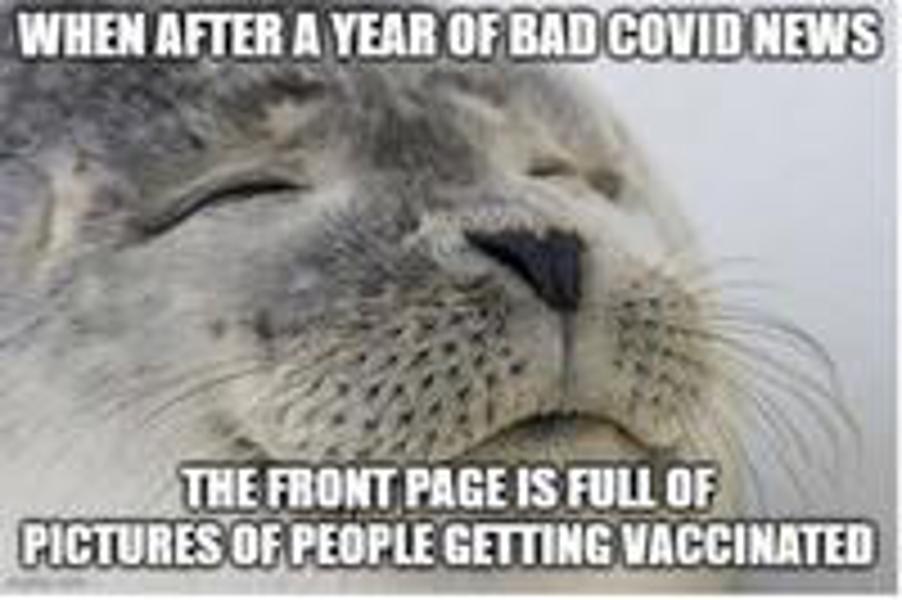 WHEN AFTER A YEAR OF BAD COVID NEWS
THE FRONT PAGE IS FULL OF
PICTURES OF PEOPLE GETTING VACCINATED